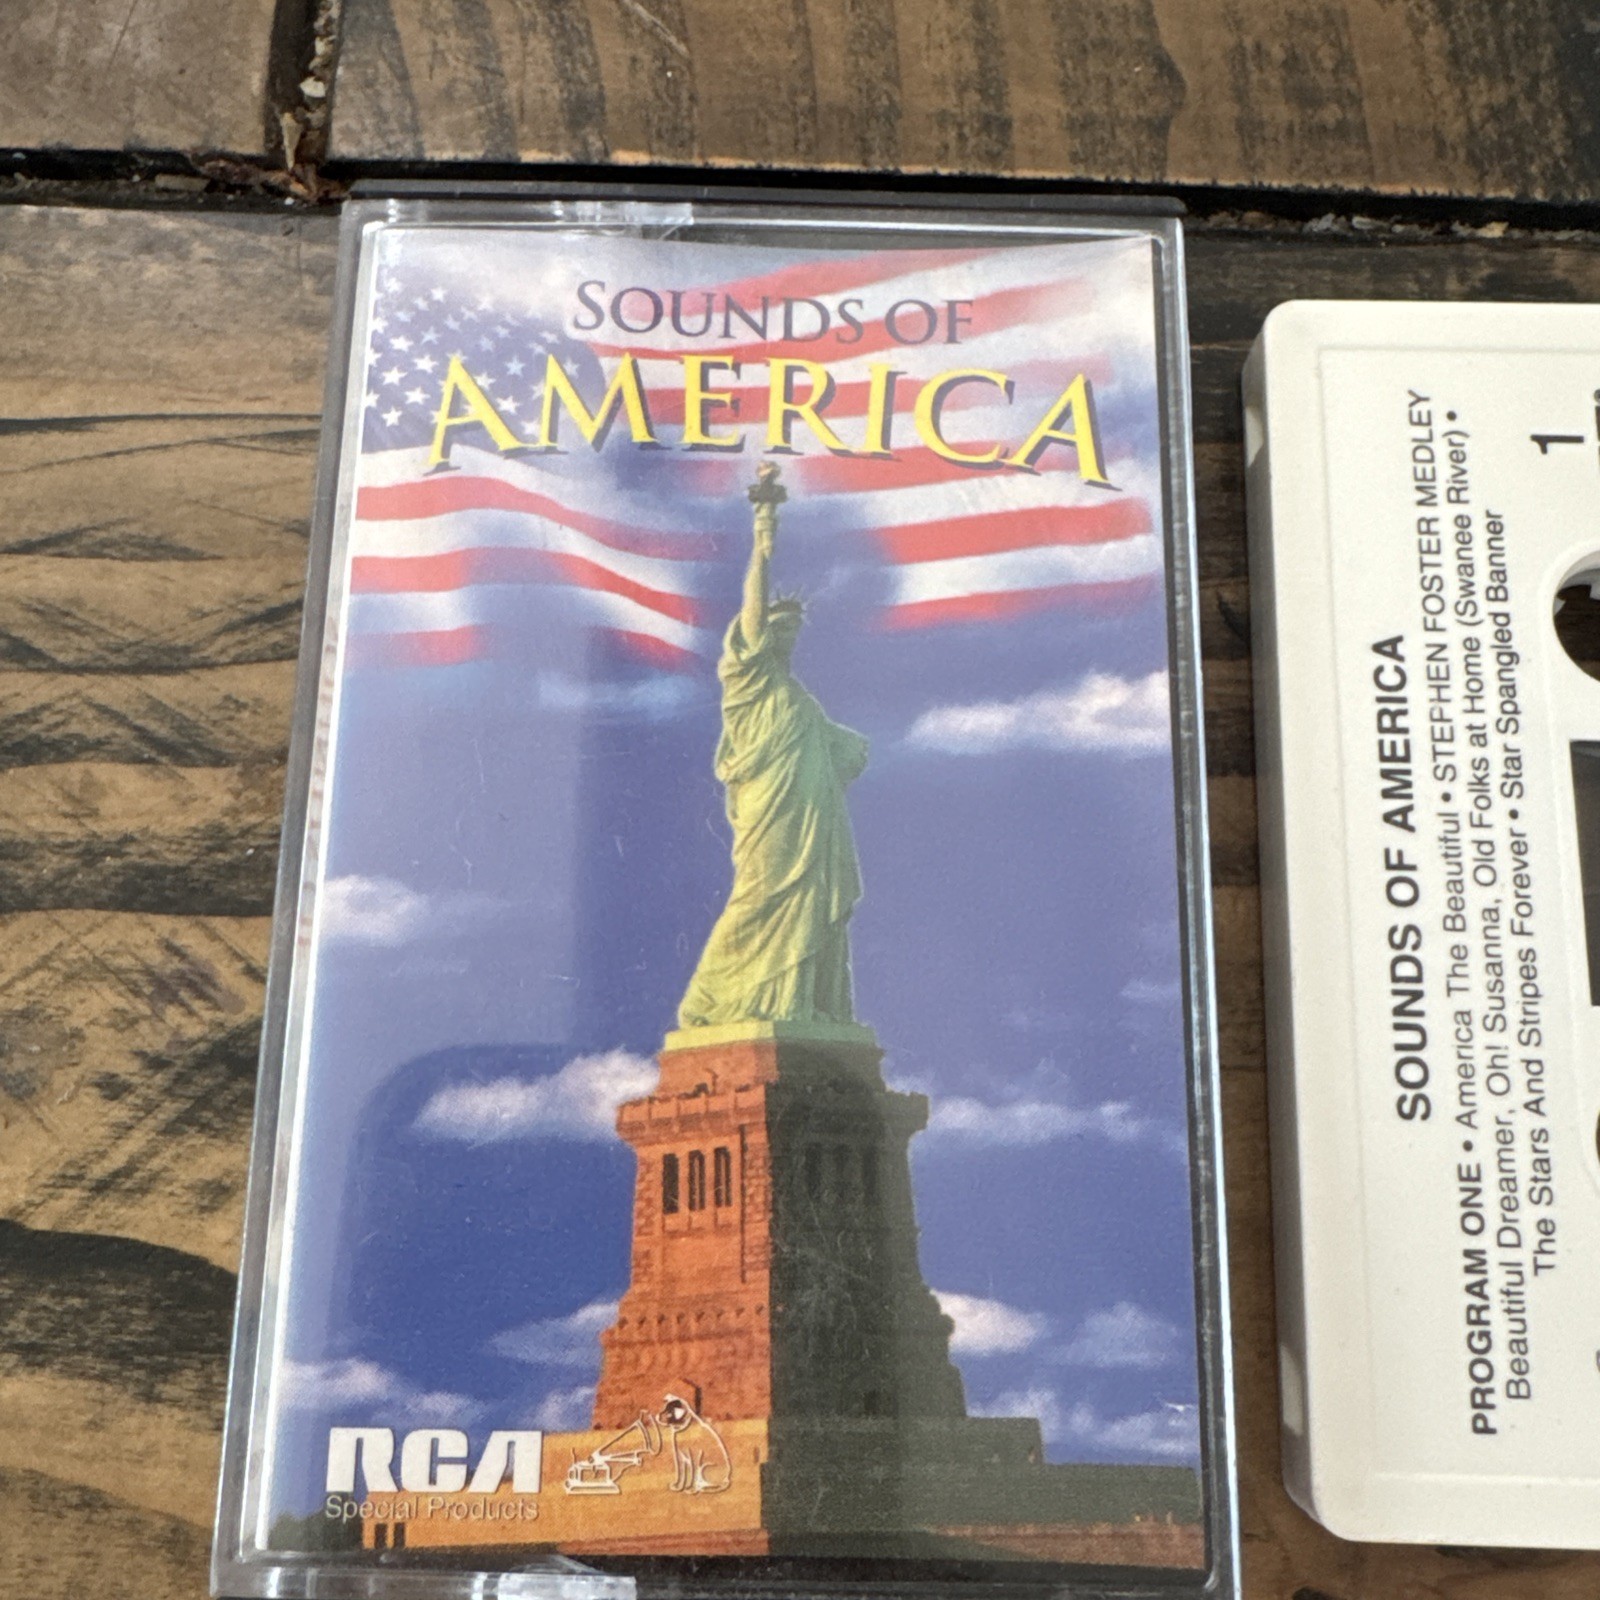 SOUNDS OF
AMERICA
RCA
Special Products
SOUNDS OF AMERICA
PROGRAM ONE • America The Beautiful • STEPHEN FOSTER MEDLEY
Beautiful Dreamer, Oh! Susanna, Old Folks at Home (Swanee River) •
The Stars And Stripes Forever • Star Spangled Banner
1